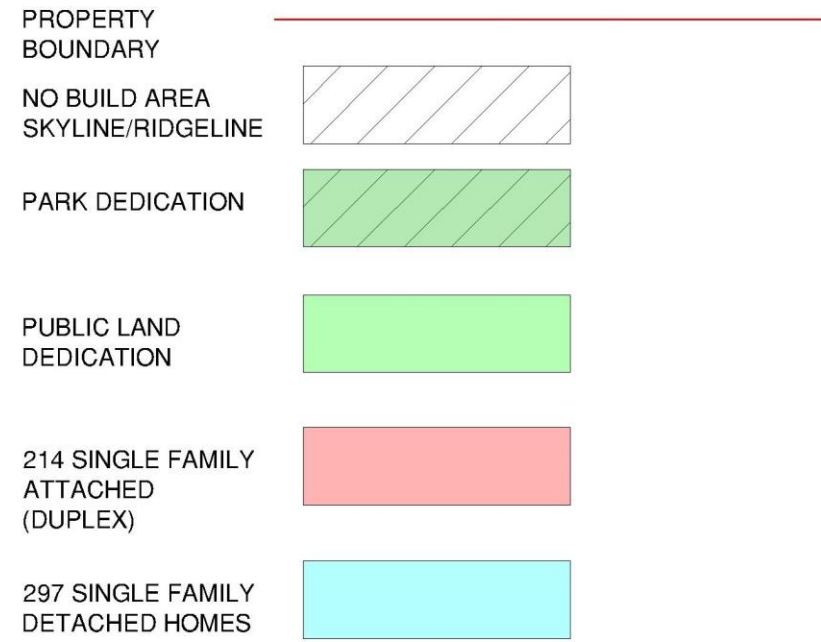 PROPERTY
BOUNDARY
NO BUILD AREA
SKYLINE/RIDGELINE
PARK DEDICATION
PUBLIC LAND
DEDICATION
214 SINGLE FAMILY
ATTACHED
(DUPLEX)
297 SINGLE FAMILY
DETACHED HOMES